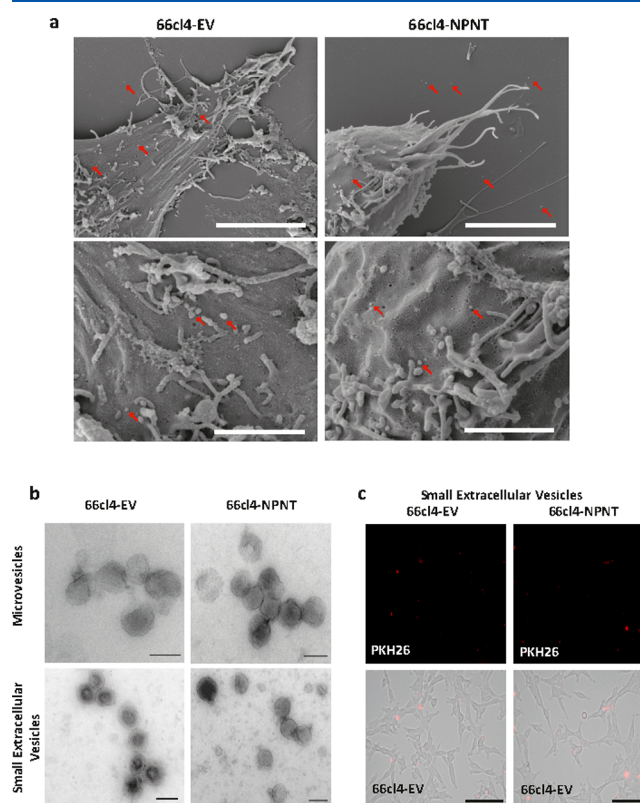 a
66cl4-EV
66cl4-NPNT
b
66cl4-EV
66cl4-NPNT
Microvesicles
Small Extracellular
Vesicles
c
Small Extracellular Vesicles
66cl4-EV
66cl4-NPNT
PKH26
PKH26
66cl4-EV
66cl4-EV